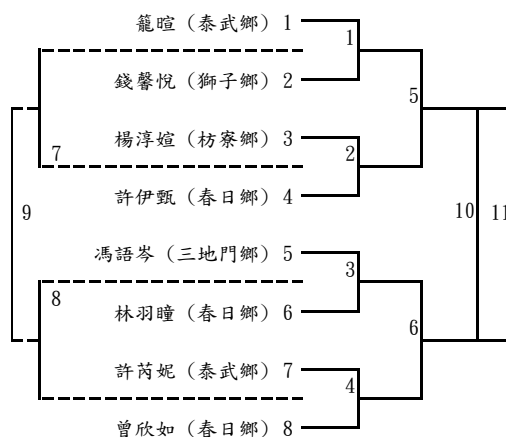 籠暄 (泰武鄉) 1
1
錢馨悅 (獅子鄉) 2
5
楊淳媗 (枋寮鄉) 3
7
2
許伊甄 (春日鄉) 4
9
10
11
馮語岑 (三地門鄉) 5
8
3
林羽瞳 (春日鄉) 6
6
許芮妮 (泰武鄉) 7
4
曾欣如 (春日鄉) 8